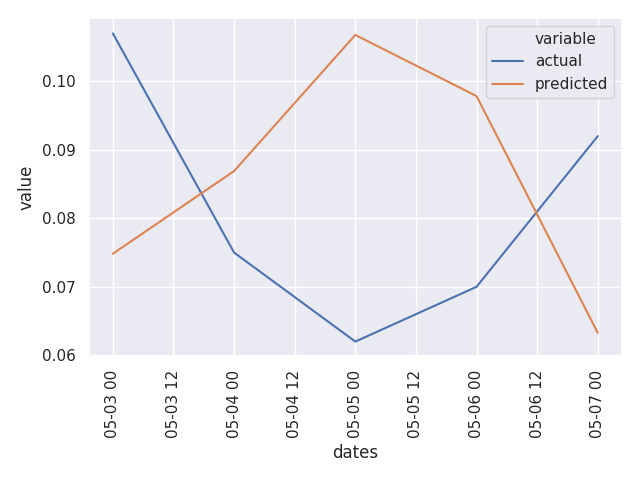 variable
actual
predicted
0.10
0.09
0.08
0.07
0.06
value
05-03 00
05-03 12
05-04 00
05-04 12
05-05 00
05-05 12
05-06 00
05-06 12
05-07 00
dates